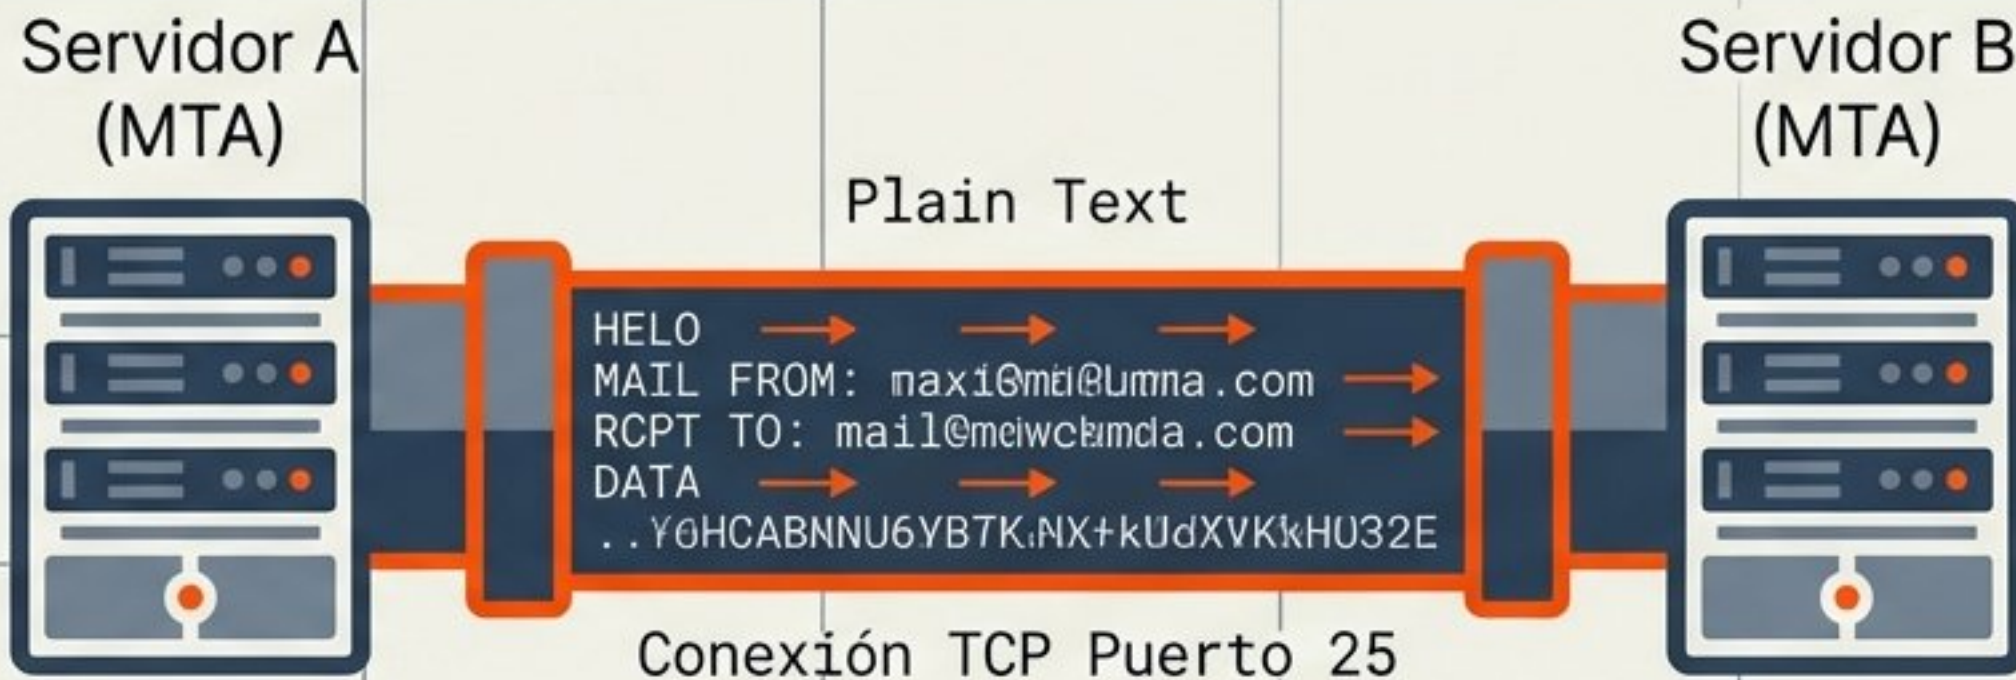 Servidor A
(MTA)
Servidor B
(MTA)
Plain Text
HELO
MAIL FROM:
RCPT TO:
DATA
Conexión TCP Puerto 25